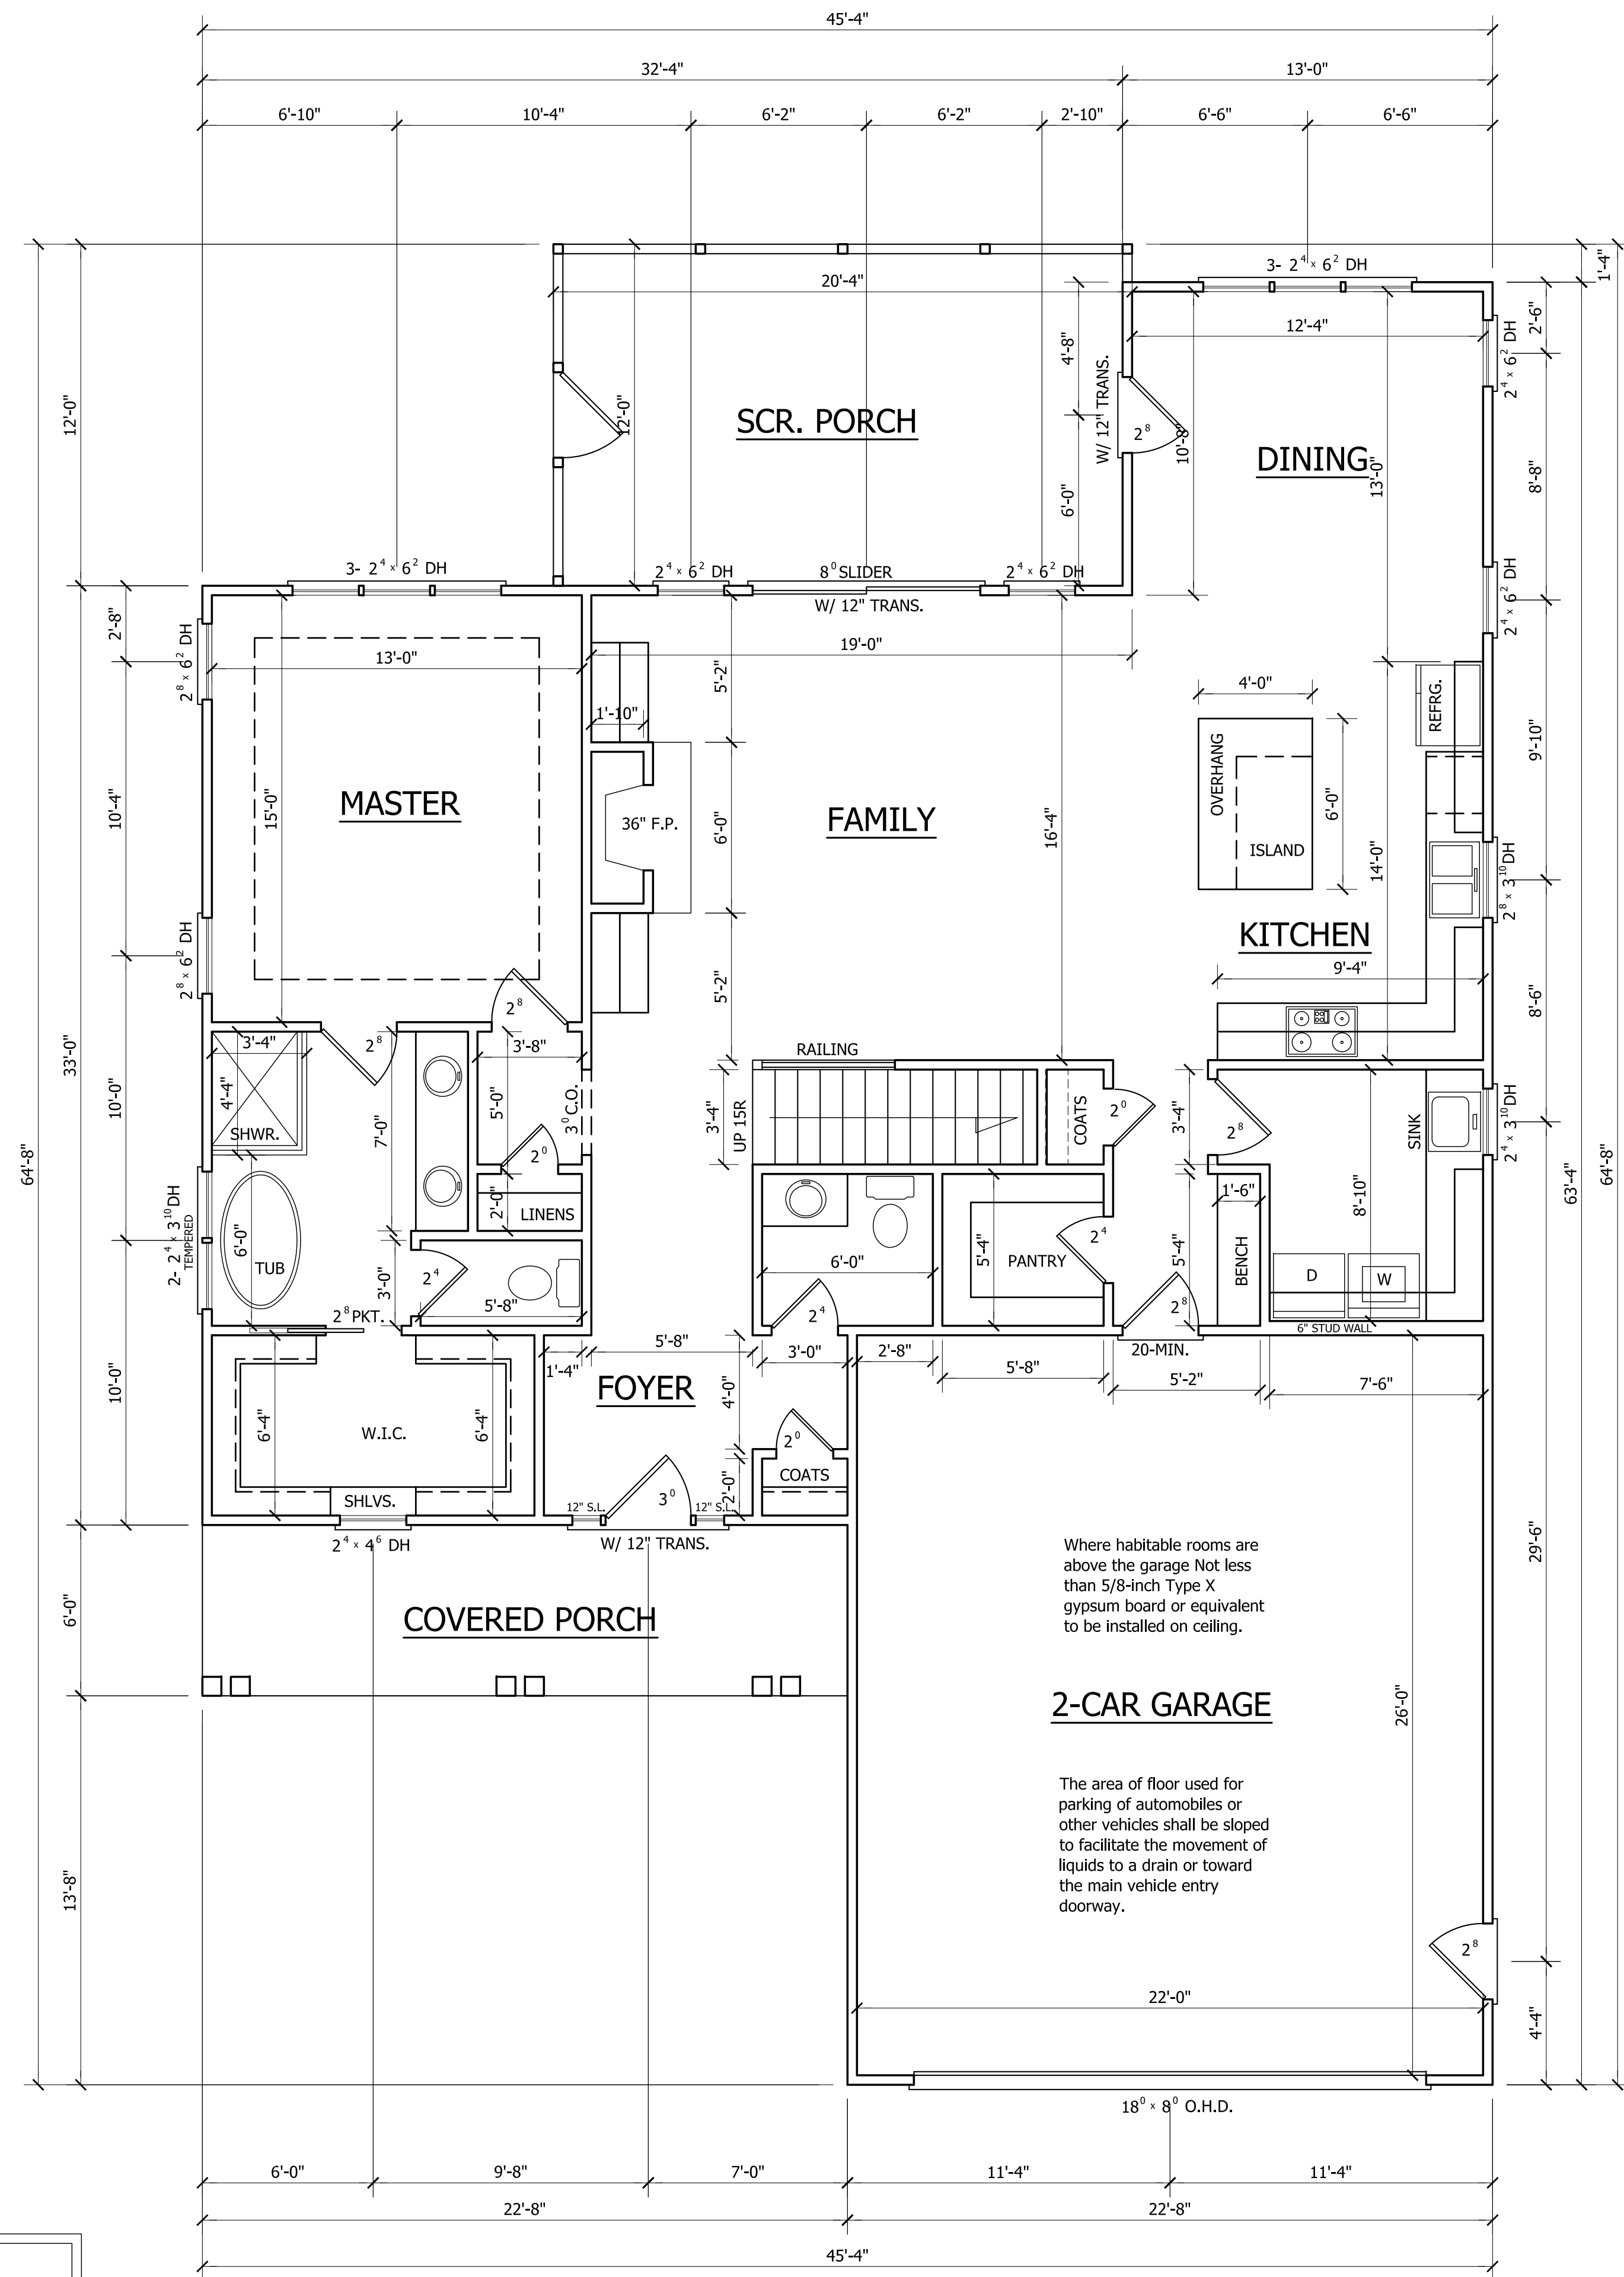 45'-4"
32'-4"
13'-0"
6'-10"
10'-4"
6'-2"
6'-2"
2'-10"
6'-6"
6'-6"
1'-4"
3- 2⁴ x 6² DH
20'-4"
12'-4"
2'-6"
2⁴ x 6² DH
4'-8"
W/ 12" TRANS.
12'-0"
12'-0"
SCR. PORCH
2⁸
10'-8"
DINING
13'-0"
8'-8"
6'-0"
3- 2⁴ x 6² DH
2⁴ x 6² DH
8⁰ SLIDER
2⁴ x 6² DH
W/ 12" TRANS.
2⁴ x 6² DH
2'-8"
2⁸ x 6² DH
13'-0"
19'-0"
5'-2"
4'-0"
REFRG.
1'-10"
9'-10"
OVERHANG
MASTER
15'-0"
10'-4"
36" F.P.
6'-0"
FAMILY
16'-4"
6'-0"
ISLAND
14'-0"
2⁸ x 3¹⁰ DH
KITCHEN
9'-4"
2⁸ x 6² DH
5'-2"
8'-6"
2⁸
33'-0"
3'-4"
2⁸
3'-8"
RAILING
4'-4"
SHWR.
10'-0"
7'-0"
5'-0"
3⁰ C.O.
3'-4"
UP 15R
COATS
2⁰
3'-4"
2⁸
SINK
2⁴ x 3¹⁰ DH
64'-8"
63'-4"
64'-8"
2⁰
2'-0"
LINENS
2- 2⁴ x 3¹⁰ DH
TEMPERED
6'-0"
TUB
3'-0"
2⁴
5'-8"
2⁸ PKT.
6'-0"
2⁴
5'-4"
PANTRY
2⁴
5'-4"
1'-6"
BENCH
2⁸
8'-10"
D
W
6" STUD WALL
20-MIN.
5'-8"
1'-4"
3'-0"
2'-8"
5'-8"
5'-2"
7'-6"
FOYER
4'-0"
10'-0"
6'-4"
W.I.C.
6'-4"
2⁰
COATS
2'-0"
SHLVS.
12" S.L.
3⁰
12" S.L.
2⁴ x 4⁶ DH
W/ 12" TRANS.
Where habitable rooms are
above the garage Not less
than 5/8-inch Type X
gypsum board or equivalent
to be installed on ceiling.
29'-6"
6'-0"
COVERED PORCH
2-CAR GARAGE
26'-0"
The area of floor used for
parking of automobiles or
other vehicles shall be sloped
to facilitate the movement of
liquids to a drain or toward
the main vehicle entry
doorway.
13'-8"
2⁸
22'-0"
4'-4"
18⁰ x 8⁰ O.H.D.
6'-0"
9'-8"
7'-0"
11'-4"
11'-4"
22'-8"
22'-8"
45'-4"